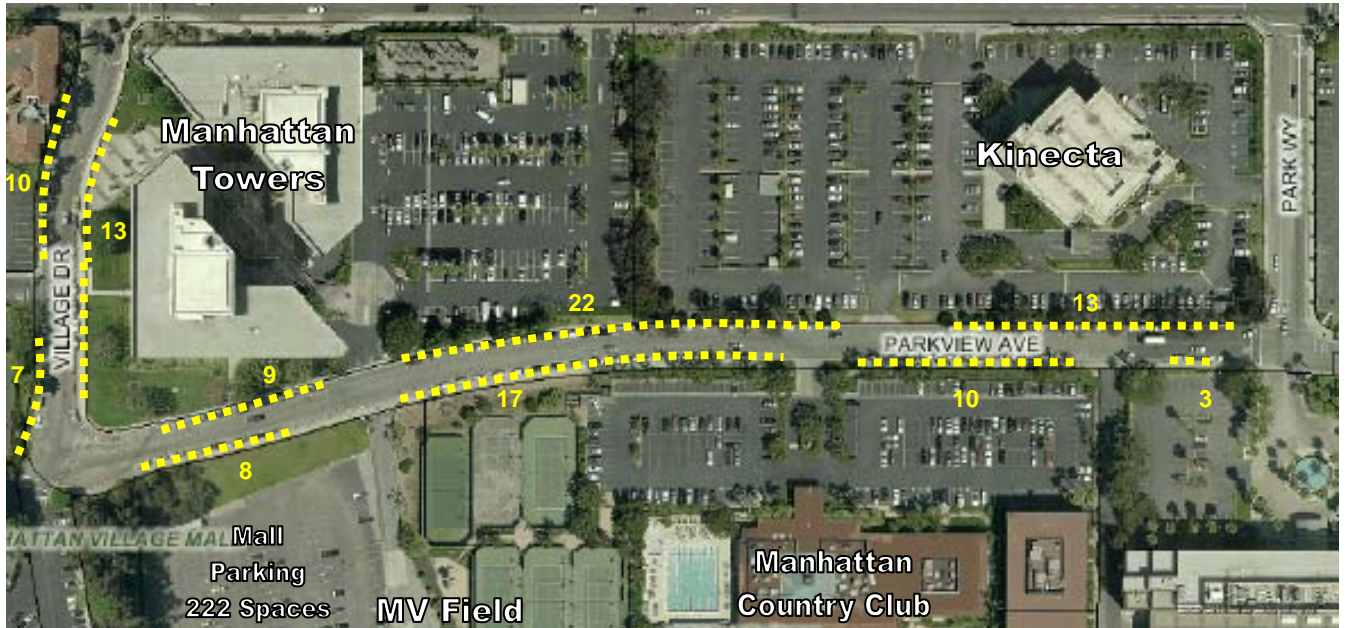 Manhattan
Towers
Kinecta
PARK WY
10
13
VILLAGE DR
22
13
PARKVIEW AVE
7
9
17
10
3
8
HATTAN VILLAGE MAL
Mall
Parking
222 Spaces
MV Field
Manhattan
Country Club